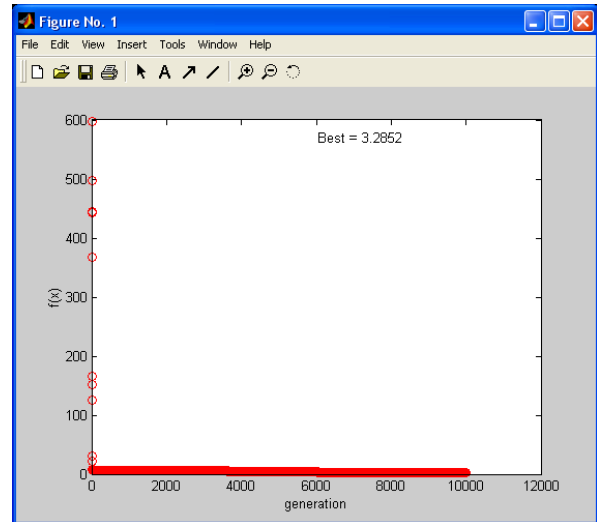 Figure No. 1
File Edit View Insert Tools Window Help
Best = 3.2852
600
500
400
300
200
100
0
f(x)
0 2000 4000 6000 8000 10000 12000
generation